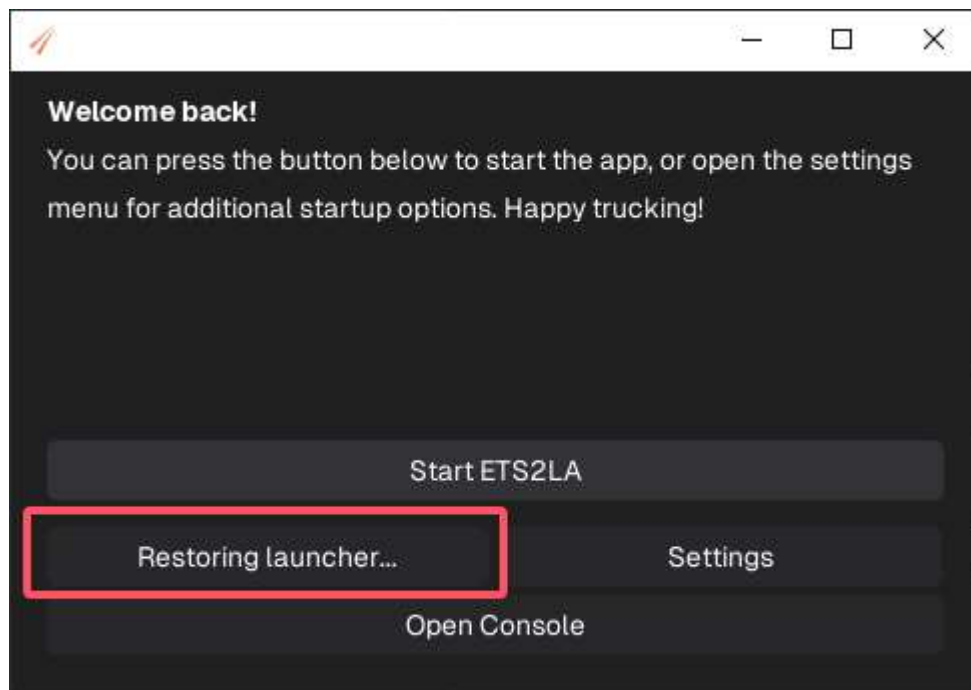 Welcome back!
You can press the button below to start the app, or open the settings
menu for additional startup options. Happy trucking!
Start ETS2LA
Restoring launcher...
Settings
Open Console